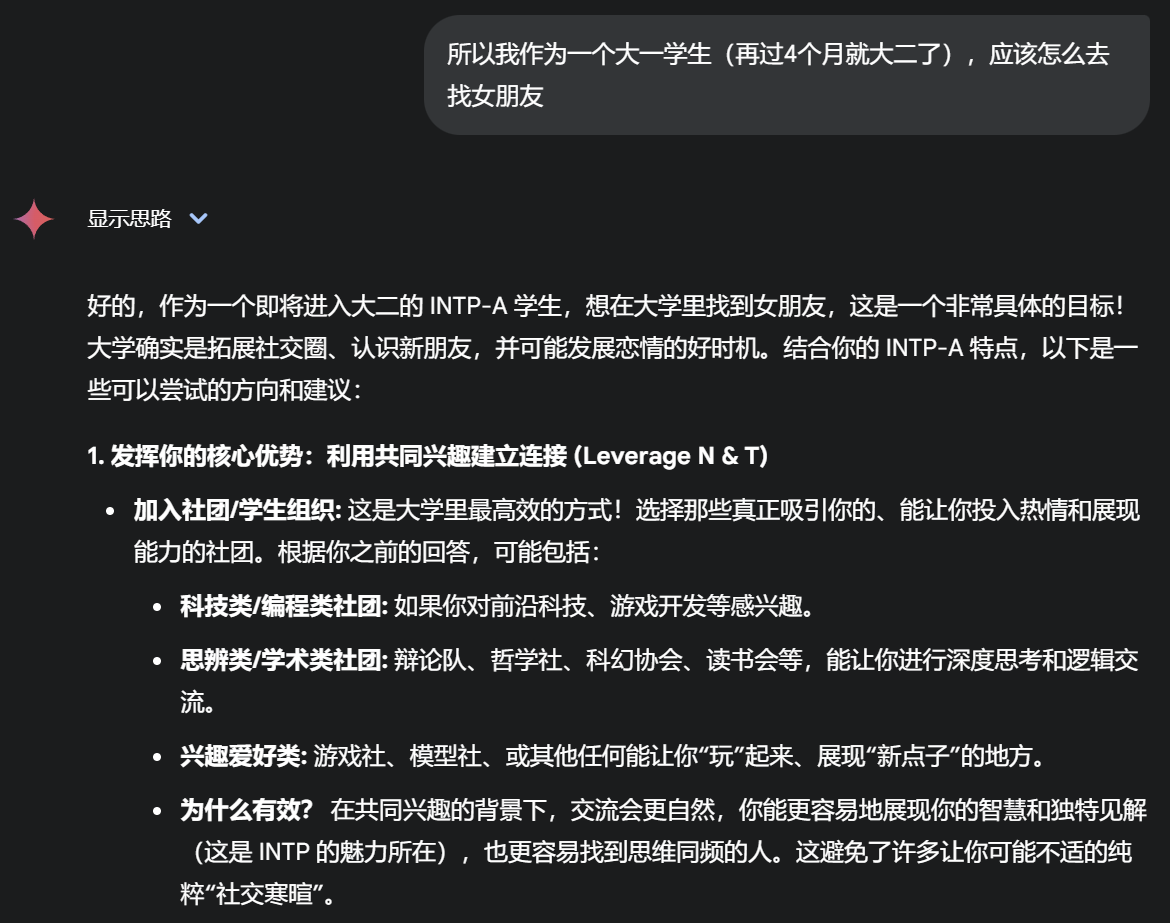 所以我作为一个大一学生（再过4个月就大二了），应该怎么去
找女朋友
显示思路
好的，作为一个即将进入大二的 INTP-A 学生，想在大学里找到女朋友，这是一个非常具体的目标！
大学确实是拓展社交圈、认识新朋友，并可能发展恋情的好时机。结合你的 INTP-A 特点，以下是一
些可以尝试的方向和建议：
1. 发挥你的核心优势：利用共同兴趣建立连接 (Leverage N & T)
• 加入社团/学生组织: 这是大学里最高效的方式！选择那些真正吸引你的、能让你投入热情和展现
能力的社团。根据你之前的回答，可能包括：
• 科技类/编程类社团: 如果你对前沿科技、游戏开发等感兴趣。
• 思辨类/学术类社团: 辩论队、哲学社、科幻协会、读书会等，能让你进行深度思考和逻辑交
流。
• 兴趣爱好类: 游戏社、模型社、或其他任何能让你“玩”起来、展现“新点子”的地方。
• 为什么有效？ 在共同兴趣的背景下，交流会更自然，你能更容易地展现你的智慧和独特见解
（这是 INTP 的魅力所在），也更容易找到思维同频的人。这避免了许多让你可能不适的纯
粹“社交寒暄”。